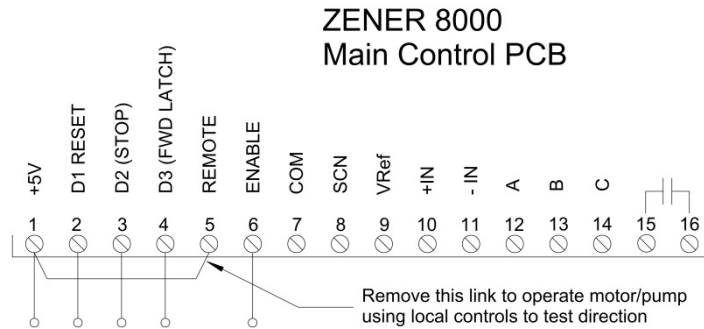 ZENER 8000
Main Control PCB
+5V
D1 RESET
D2 (STOP)
D3 (FWD LATCH)
REMOTE
ENABLE
COM
SCN
VRef
+IN
- IN
A
B
C
1 2 3 4 5 6 7 8 9 10 11 12 13 14 15 16
Remove this link to operate motor/pump
using local controls to test direction